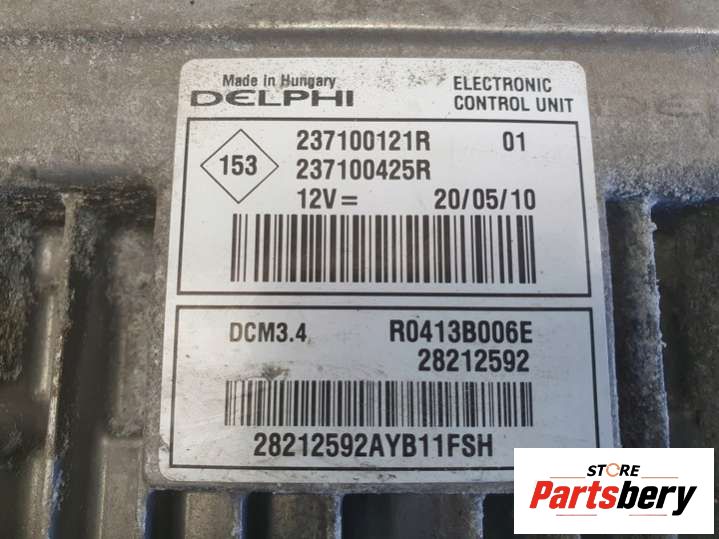 Made in Hungary
DELPHI
ELECTRONIC
CONTROL UNIT
153
237100121R 01
237100425R
12V= 20/05/10
DCM3.4 R0413B006E
28212592
28212592AYB11FSH
STORE
Partsbery